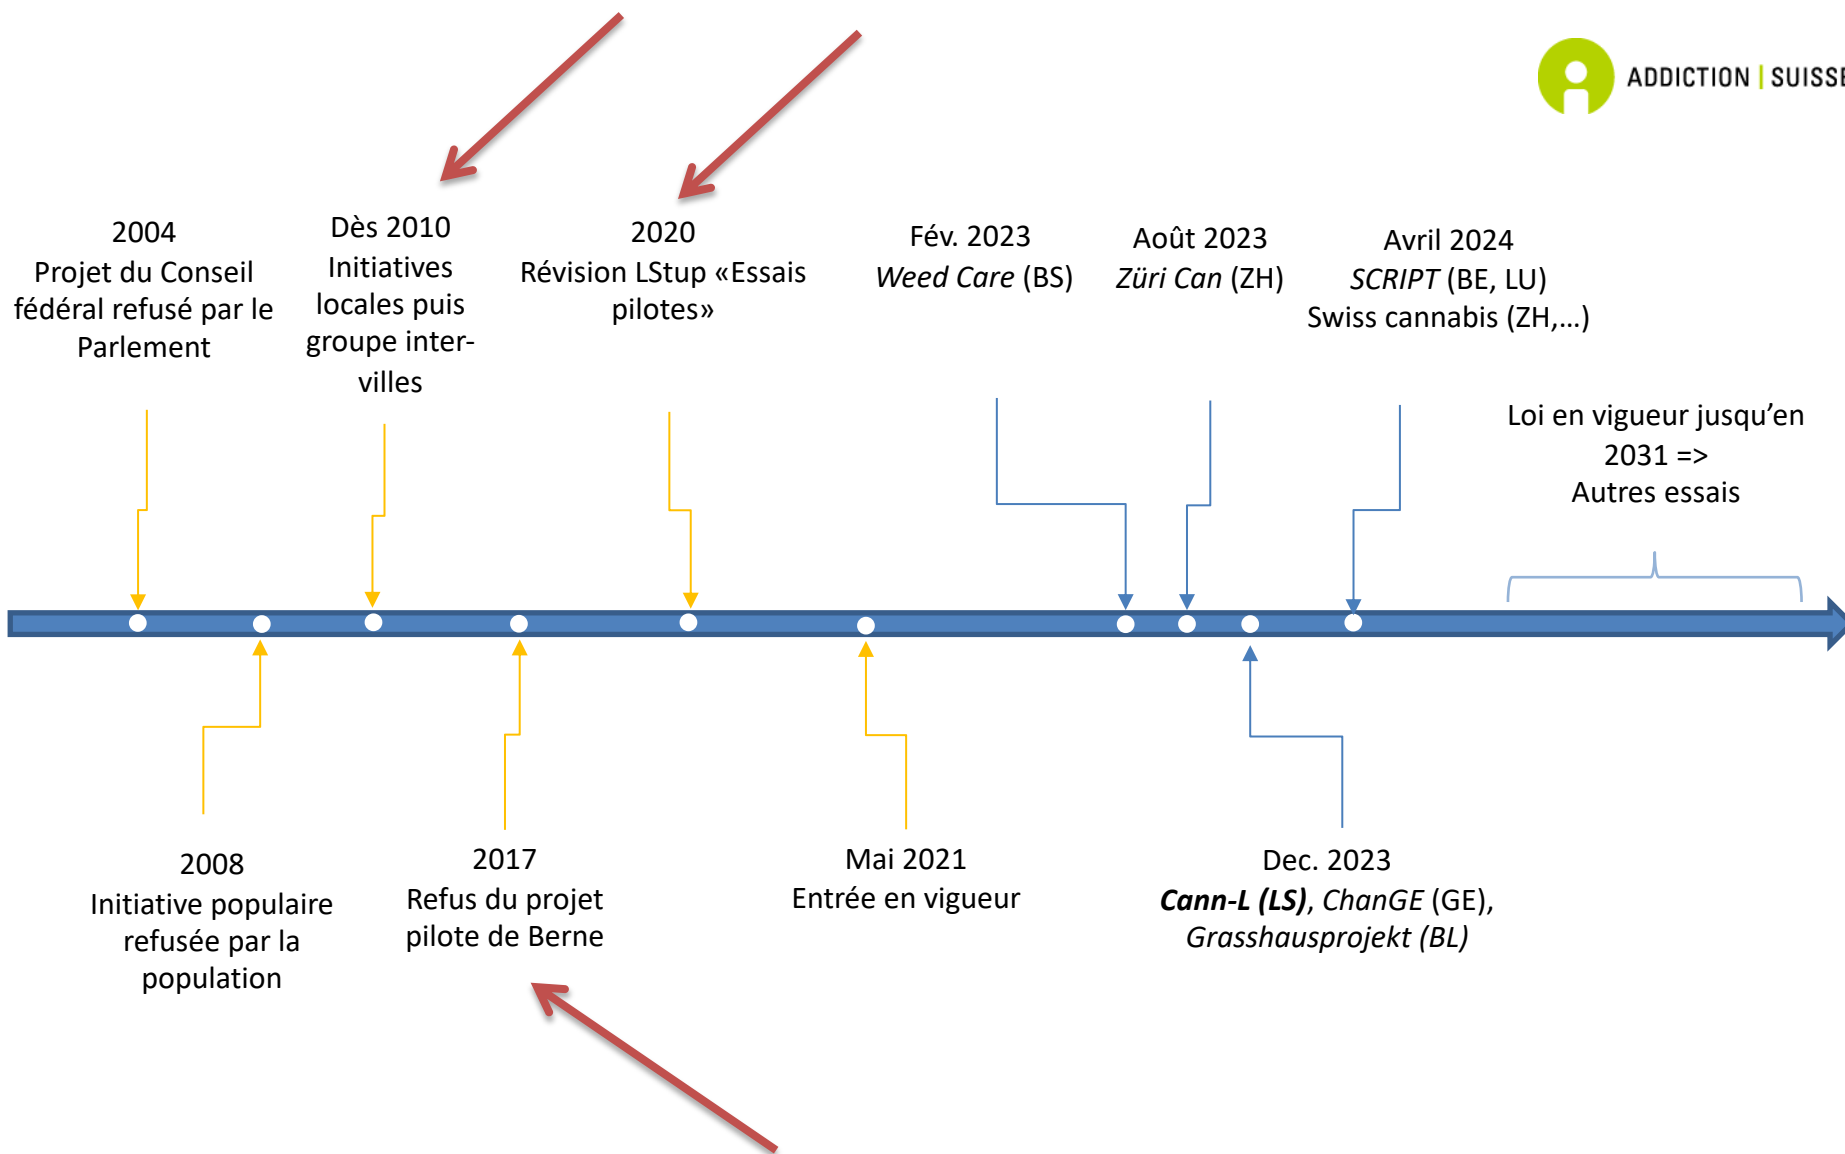 ADDICTION | SUISSE
2004
Projet du Conseil
fédéral refusé par le
Parlement
Dès 2010
Initiatives
locales puis
groupe inter-
villes
2020
Révision LStup «Essais
pilotes»
Fév. 2023
Weed Care (BS)
Août 2023
Züri Can (ZH)
Avril 2024
SCRIPT (BE, LU)
Swiss cannabis (ZH,...)
Loi en vigueur jusqu’en
2031 =>
Autres essais
2008
Initiative populaire
refusée par la
population
2017
Refus du projet
pilote de Berne
Mai 2021
Entrée en vigueur
Dec. 2023
Cann-L (LS), ChanGE (GE),
Grasshausprojekt (BL)